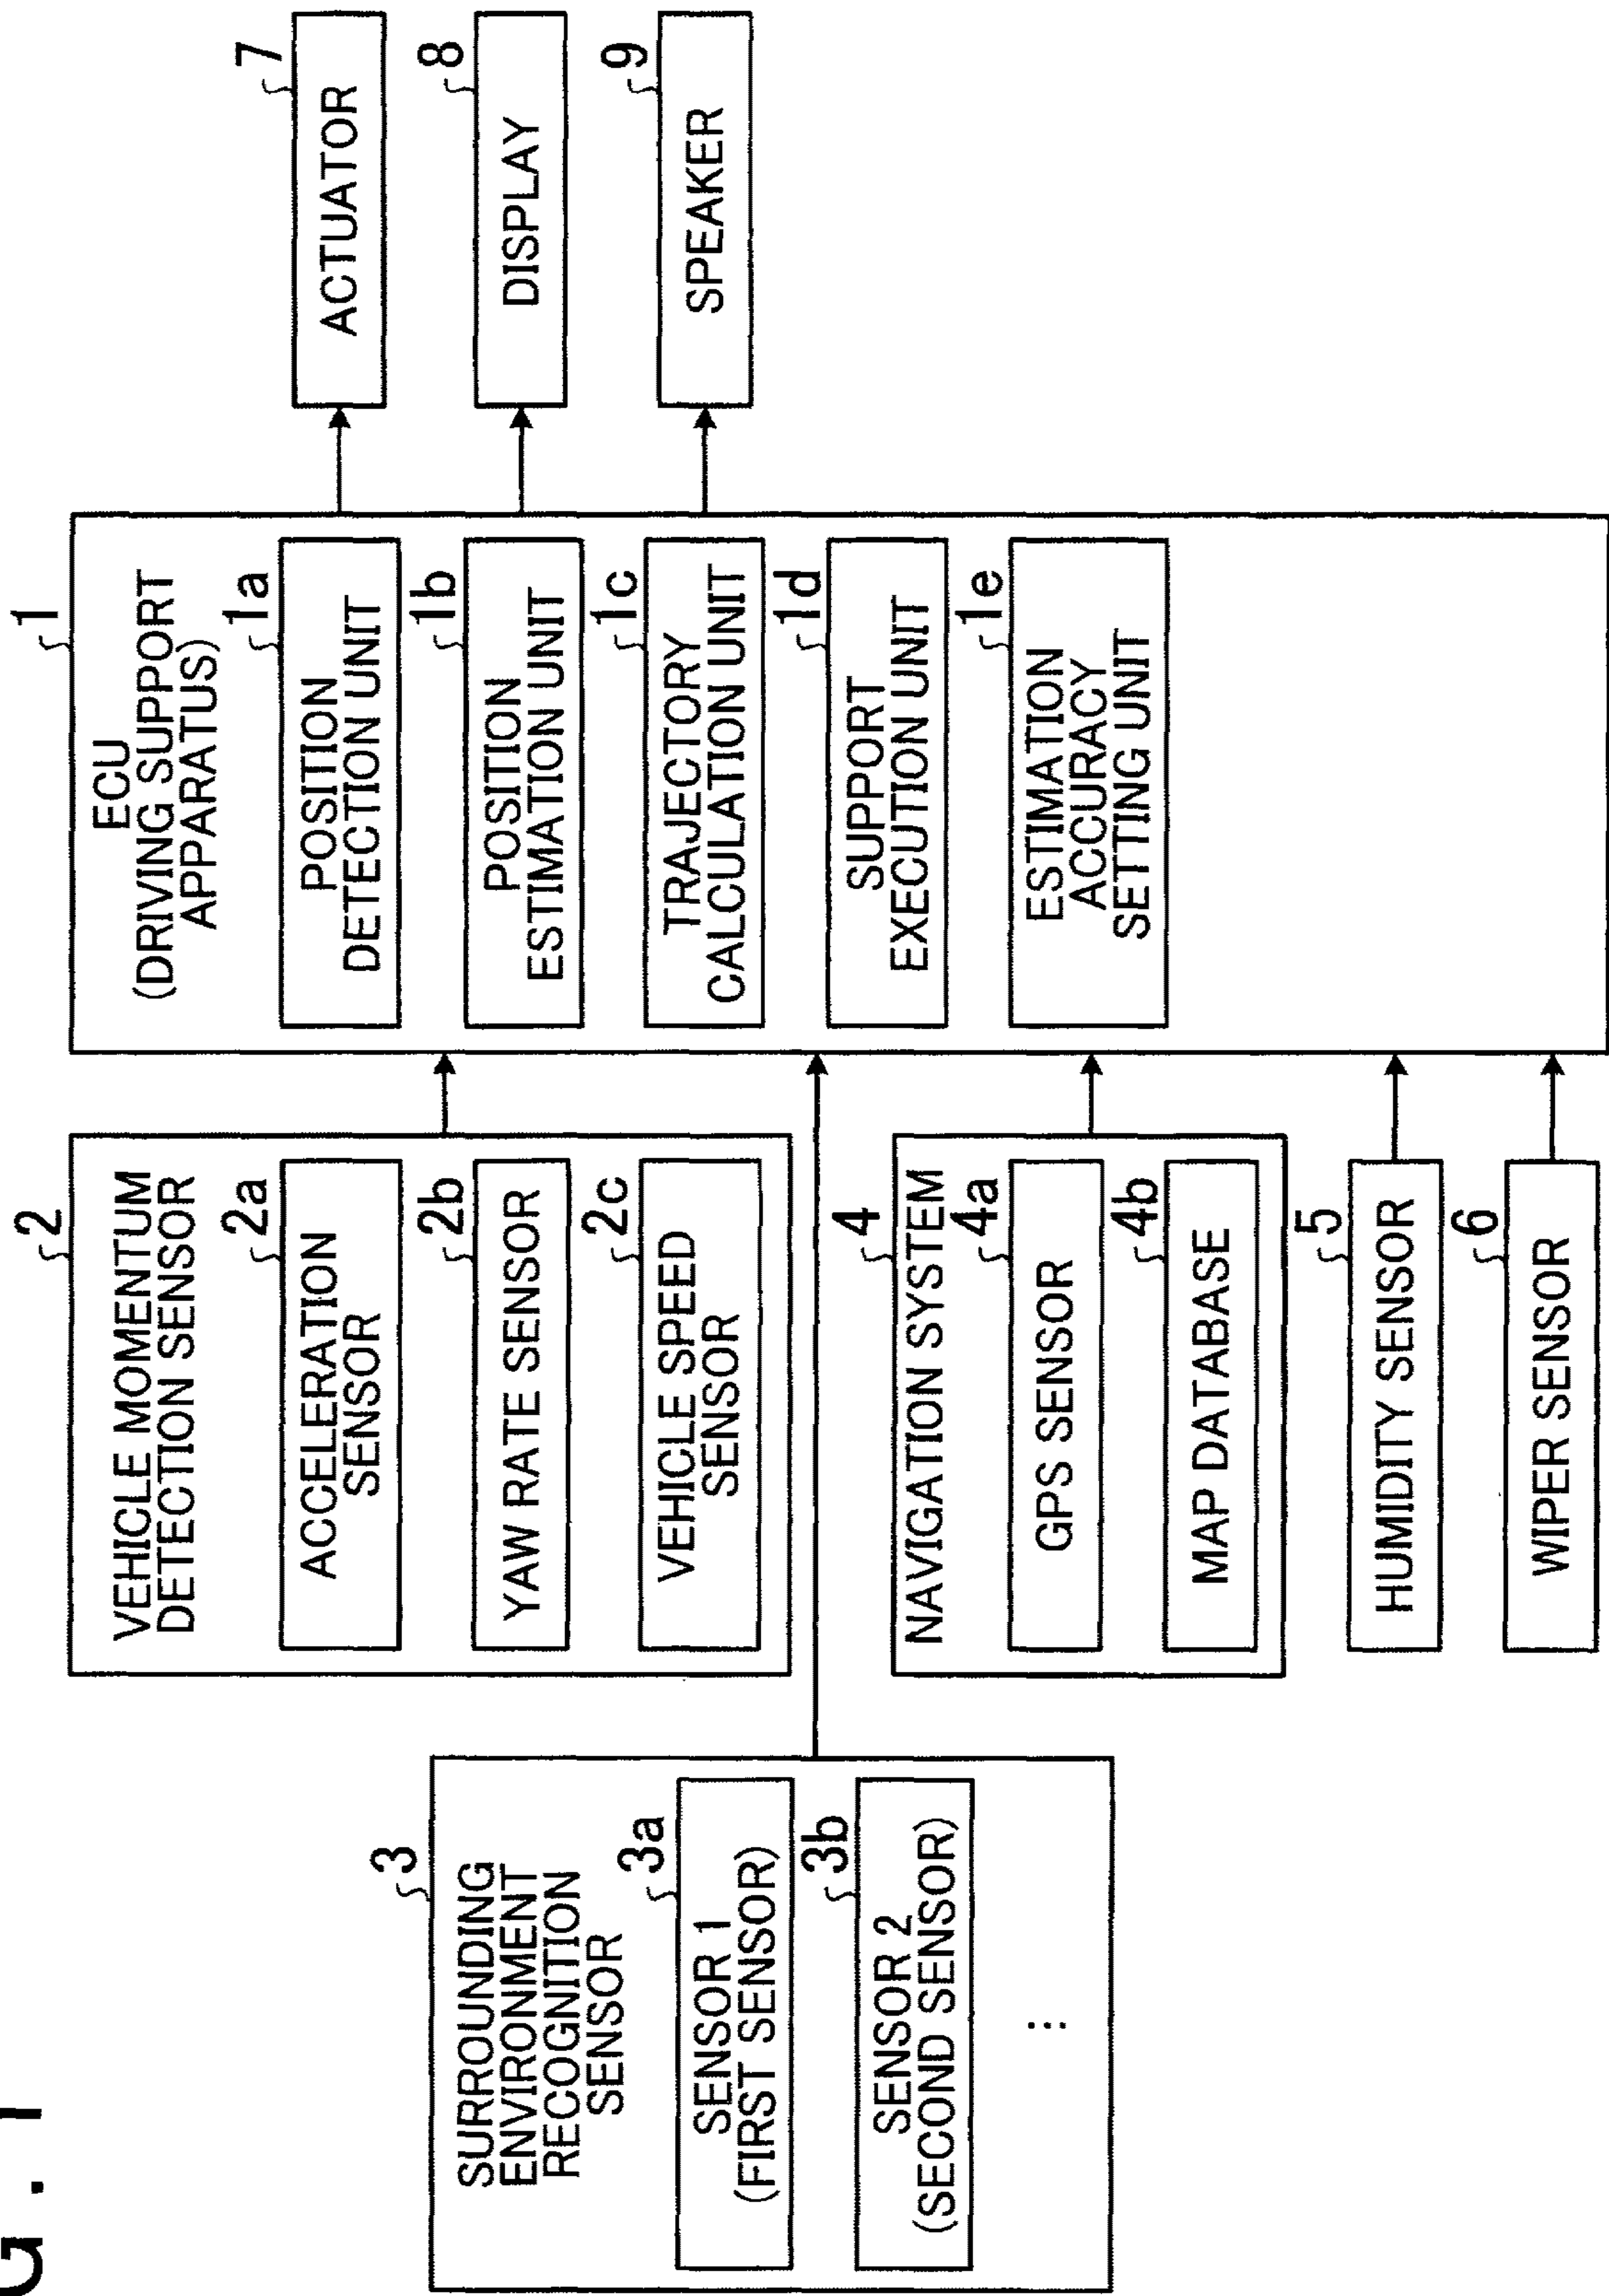 G . 1
3
SURROUNDING
ENVIRONMENT
RECOGNITION
SENSOR
3a
SENSOR 1
(FIRST SENSOR)
3b
SENSOR 2
(SECOND SENSOR)
⋮
2
VEHICLE MOMENTUM
DETECTION SENSOR
2a
ACCELERATION
SENSOR
2b
YAW RATE SENSOR
2c
VEHICLE SPEED
SENSOR
4
NAVIGATION SYSTEM
4a
GPS SENSOR
4b
MAP DATABASE
5
HUMIDITY SENSOR
6
WIPER SENSOR
1
ECU
(DRIVING SUPPORT
APPARATUS)
1a
POSITION
DETECTION UNIT
1b
POSITION
ESTIMATION UNIT
1c
TRAJECTORY
CALCULATION UNIT
1d
SUPPORT
EXECUTION UNIT
1e
ESTIMATION
ACCURACY
SETTING UNIT
7
ACTUATOR
8
DISPLAY
9
SPEAKER